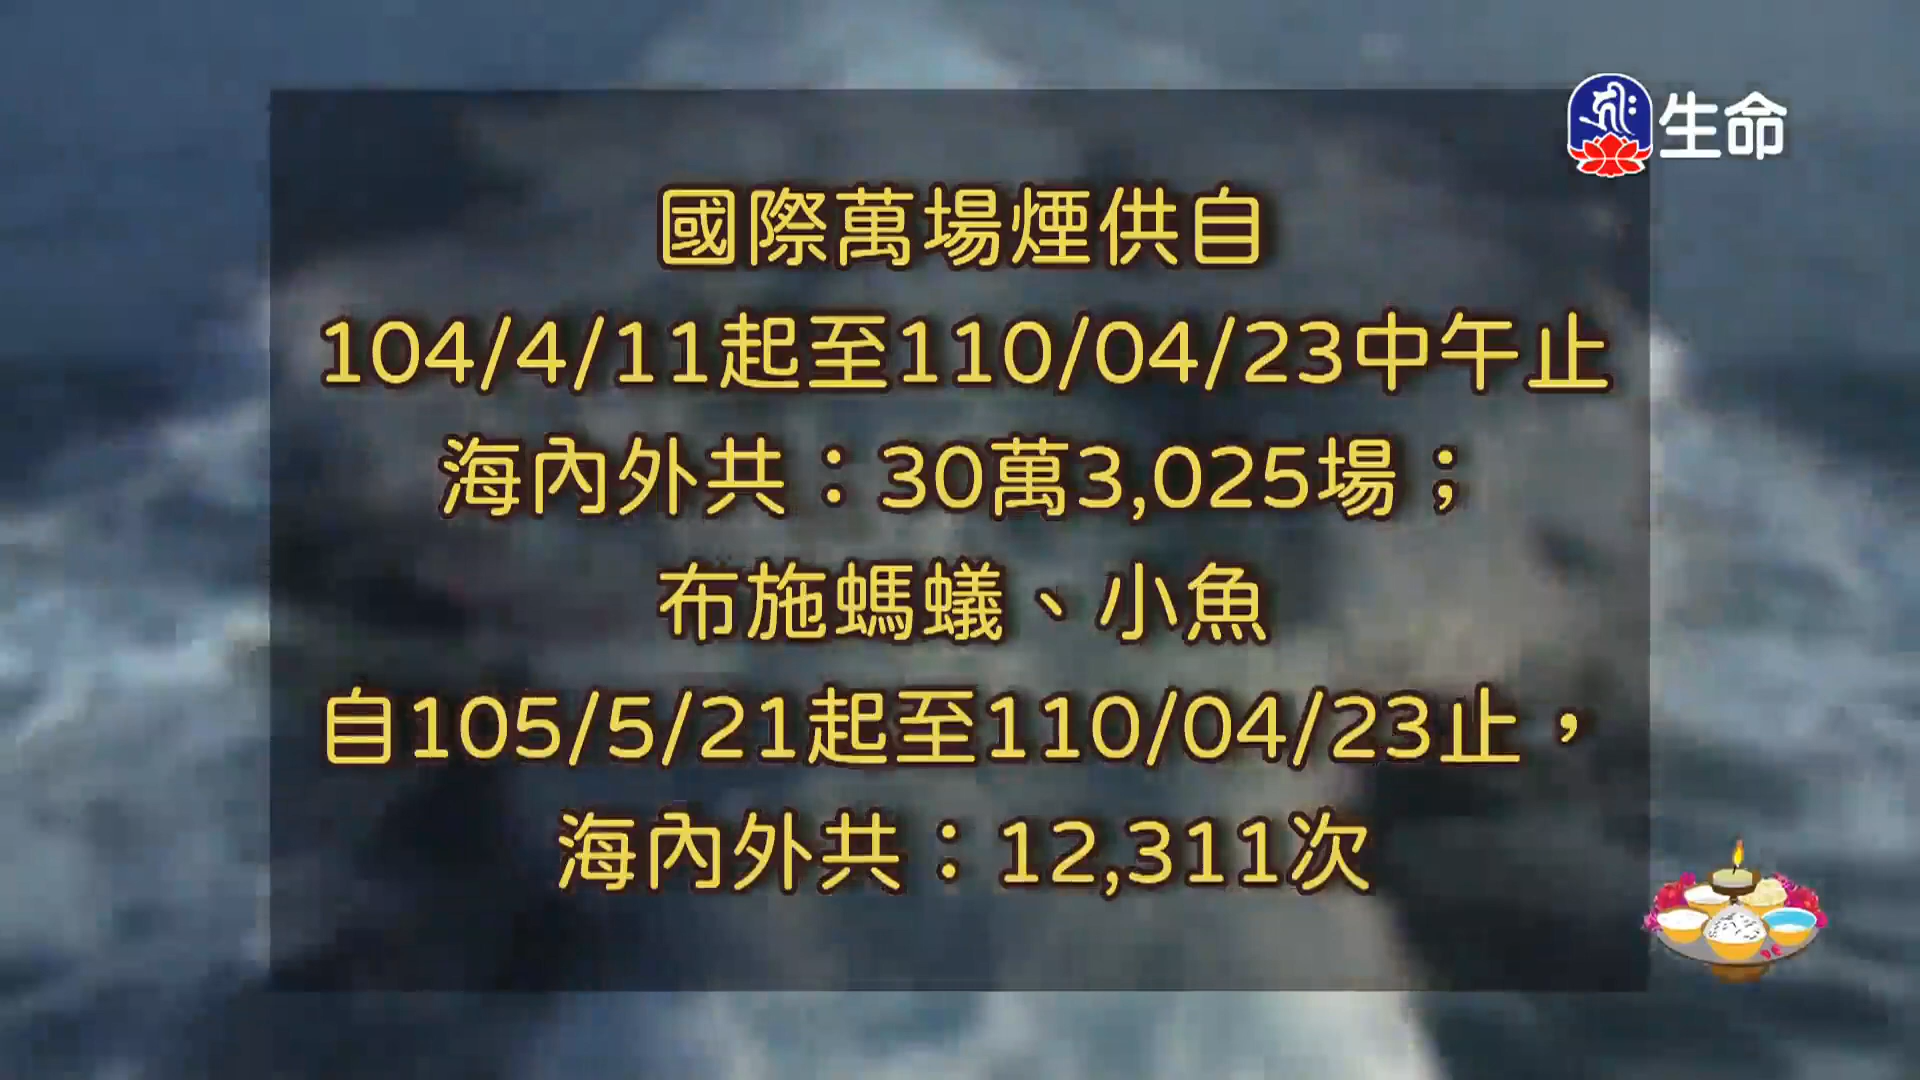 生命
國際萬場煙供自
104/4/11起至110/04/23中午止
海內外共：30萬3,025場；
布施螞蟻、小魚
自105/5/21起至110/04/23止，
海內外共：12,311次